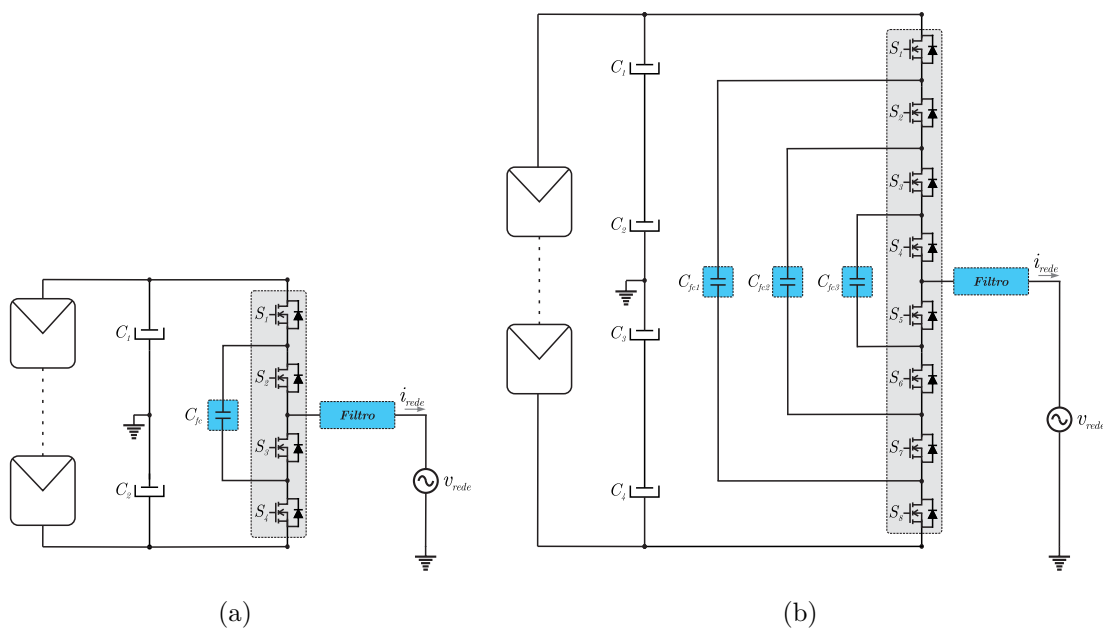 C1
C2
Cfc
S1
S2
S3
S4
Filtro
irede
vrede
(a)
C1
C2
C3
C4
Cfc1
Cfc2
Cfc3
S1
S2
S3
S4
S5
S6
S7
S8
Filtro
irede
vrede
(b)